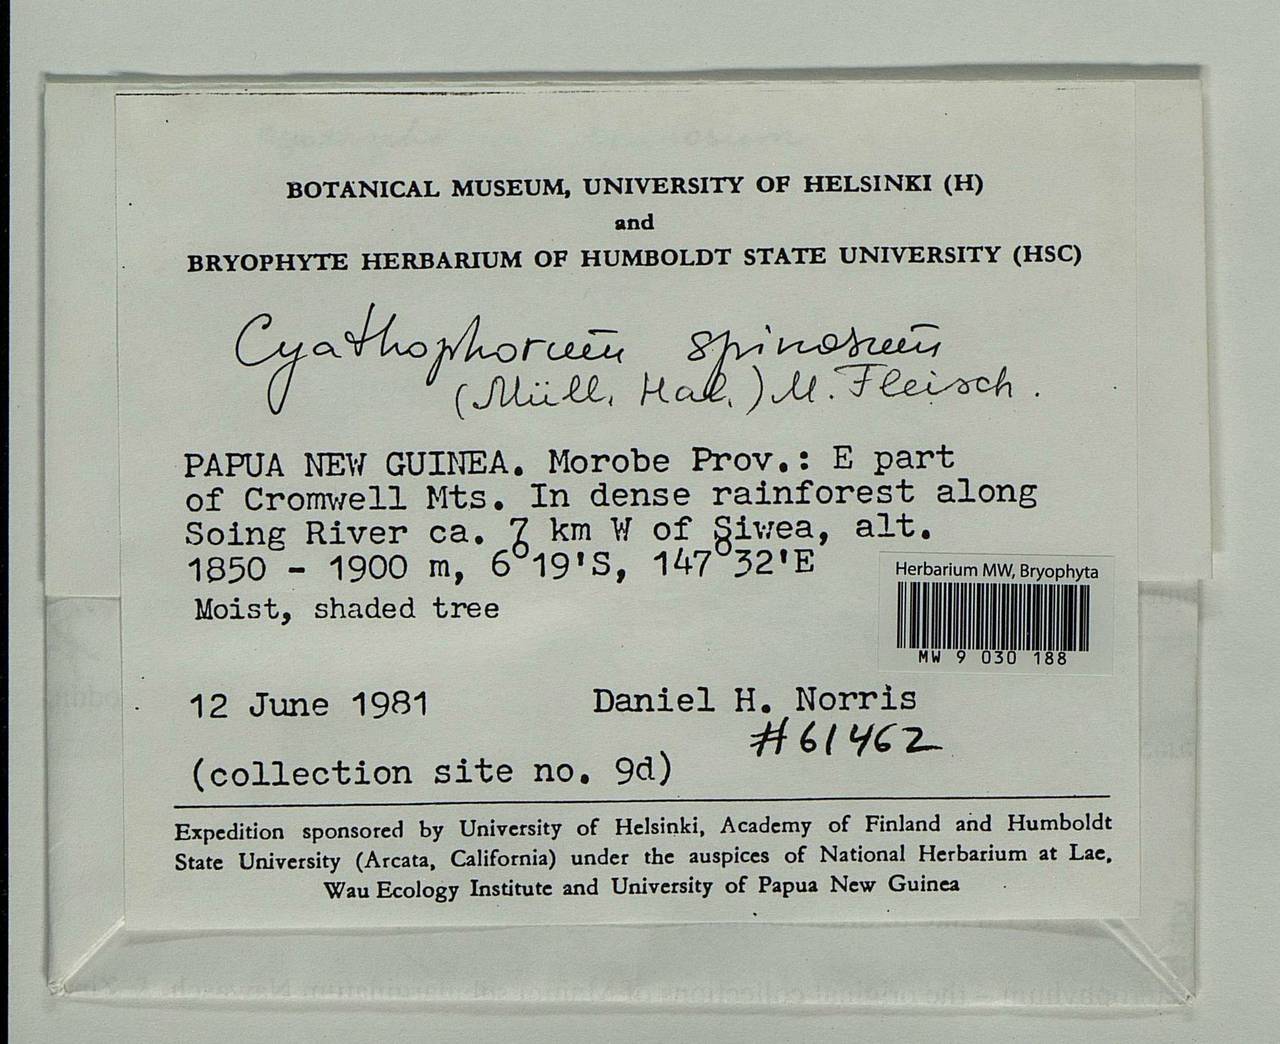 BOTANICAL MUSEUM, UNIVERSITY OF HELSINKI (H)
and
BRYOPHYTE HERBARIUM OF HUMBOLDT STATE UNIVERSITY (HSC)
Cyathophorum spinosum
(Müll. Hal.) M. Fleisch.
PAPUA NEW GUINEA. Morobe Prov.: E part
of Cromwell Mts. In dense rainforest along
Soing River ca. 7 km W of Siwea, alt.
1850 - 1900 m, 6°19'S, 147°32'E
Moist, shaded tree
Herbarium MW, Bryophyta
MW 9 030 188
12 June 1981 Daniel H. Norris
#61462
(collection site no. 9d)
Expedition sponsored by University of Helsinki, Academy of Finland and Humboldt
State University (Arcata, California) under the auspices of National Herbarium at Lae,
Wau Ecology Institute and University of Papua New Guinea